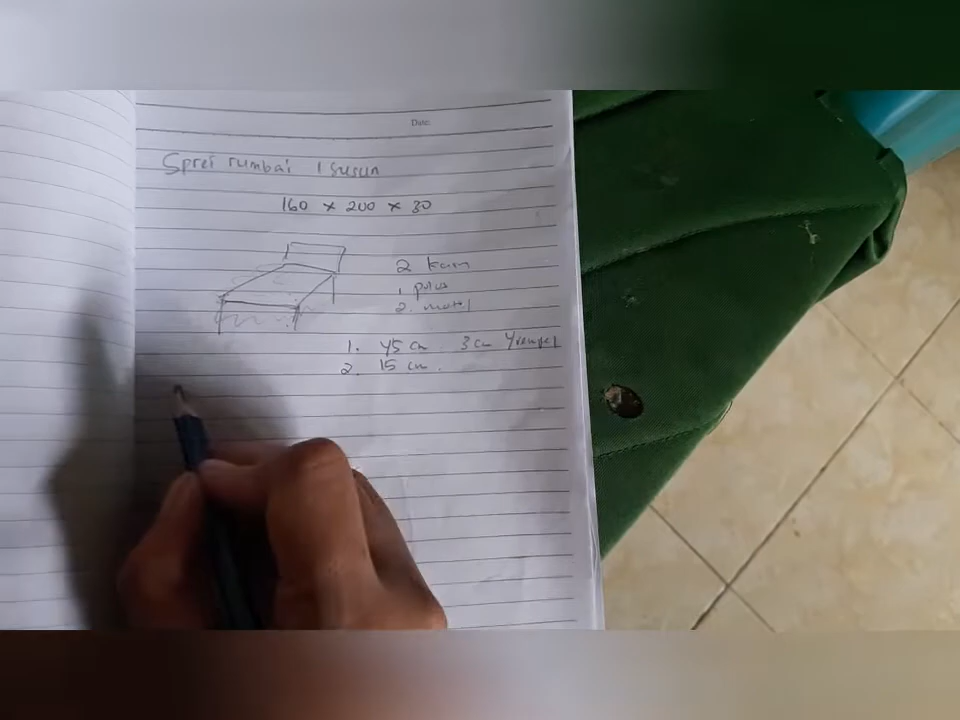 Date:
Sprei rumbai 1 susun
160 x 200 x 30
2 kain
1. polos
2. motif
1. 45 cm. 3 cm
2. 15 cm.